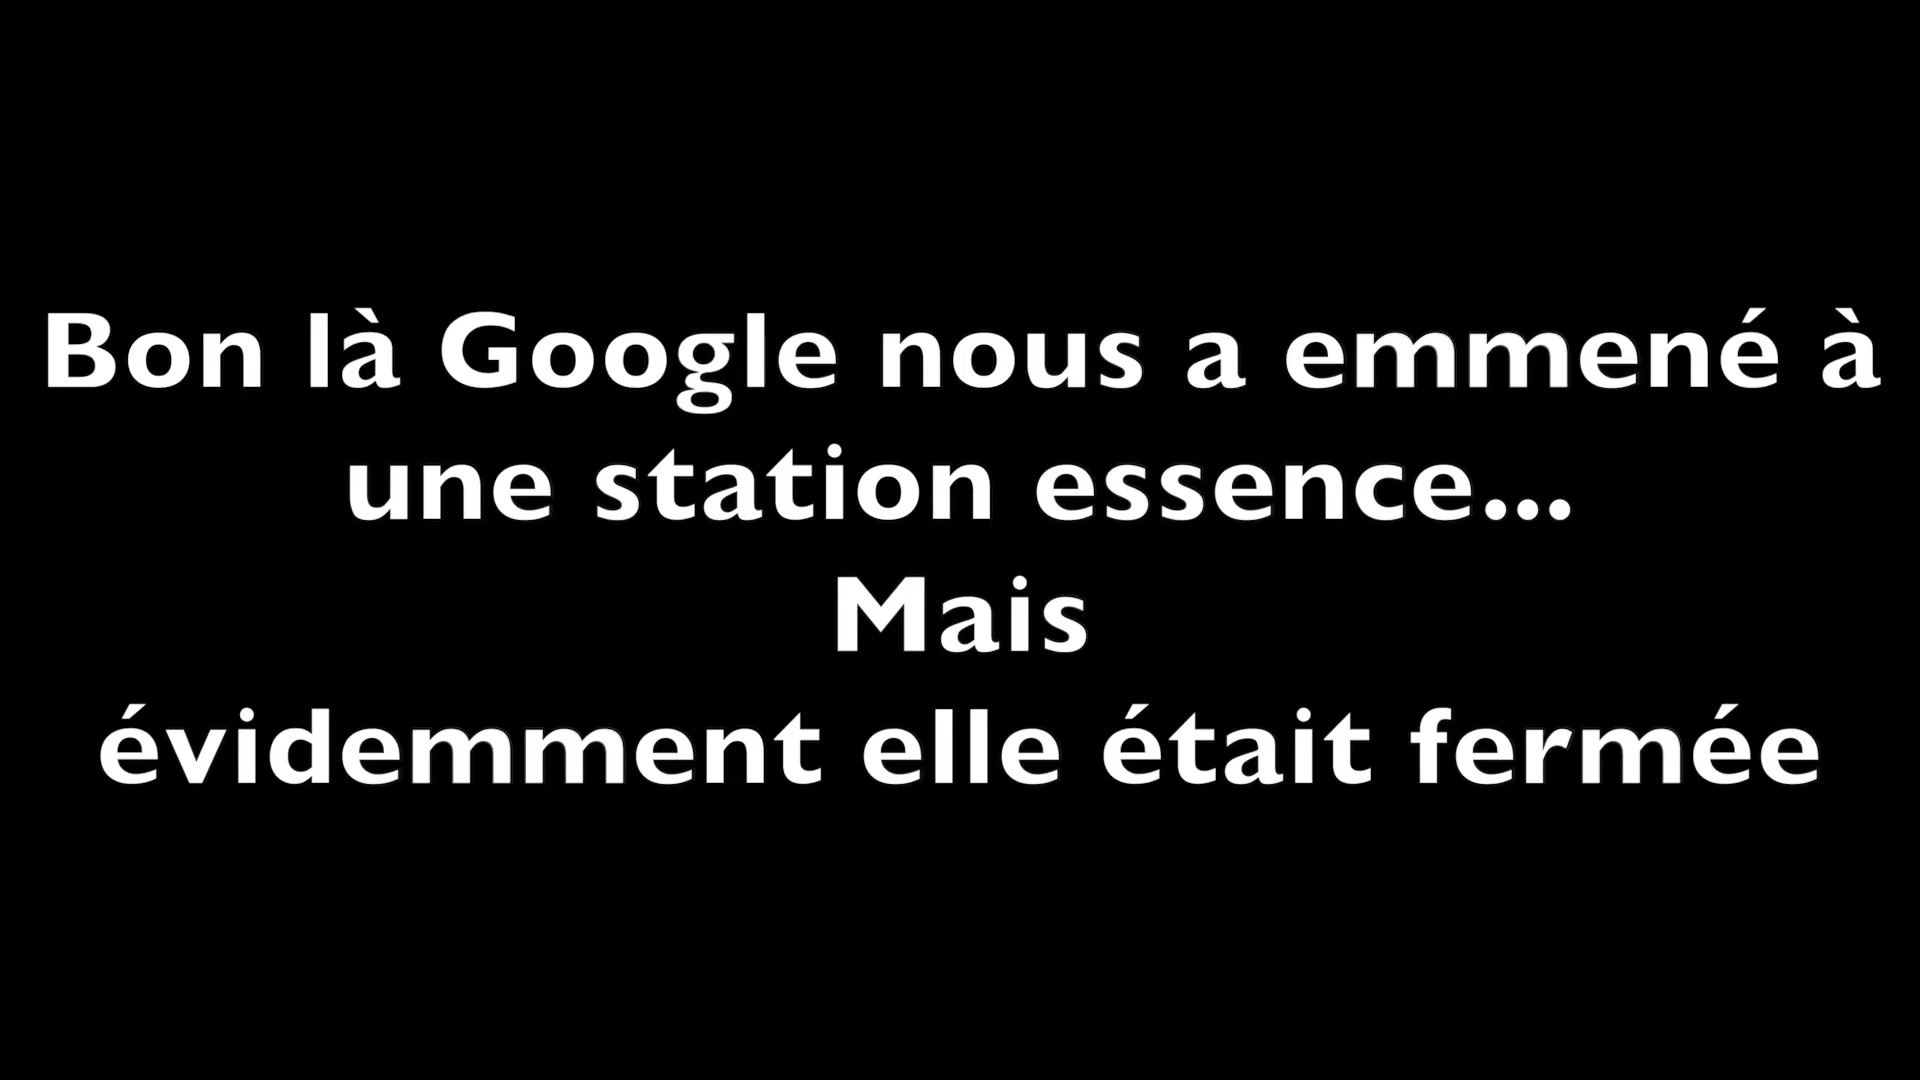 Bon là Google nous a emmené à
une station essence...
Mais
évidemment elle était fermée